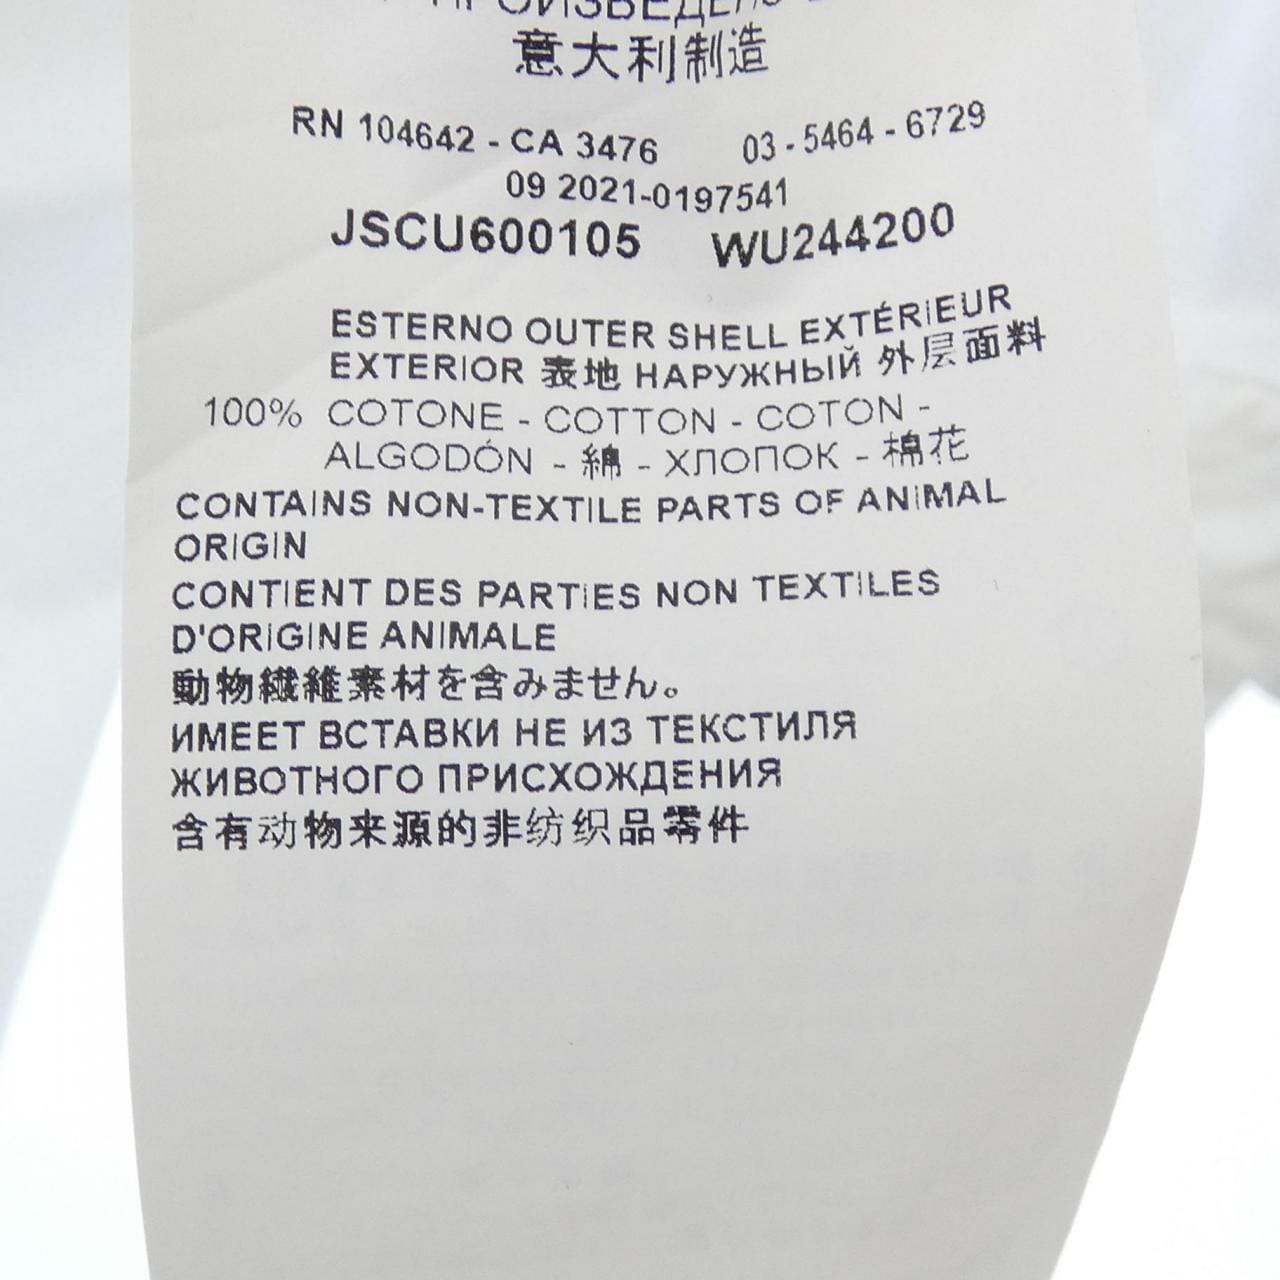 ПРОИЗВЕДЕНО
意大利制造
RN 104642 - CA 3476 03 - 5464 - 6729
09 2021-0197541
JSCU600105 WU244200
ESTERNO OUTER SHELL EXTÉRIEUR
EXTERIOR 表地 НАРУЖНЫЙ 外层面料
100% COTONE - COTTON - COTON -
ALGODÓN - 綿 - ХЛОПОК - 棉花
CONTAINS NON-TEXTILE PARTS OF ANIMAL
ORIGIN
CONTIENT DES PARTIES NON TEXTILES
D'ORIGINE ANIMALE
動物繊維素材を含みません。
ИМЕЕТ ВСТАВКИ НЕ ИЗ ТЕКСТИЛЯ
ЖИВОТНОГО ПРИСХОЖДЕНИЯ
含有动物来源的非纺织品零件